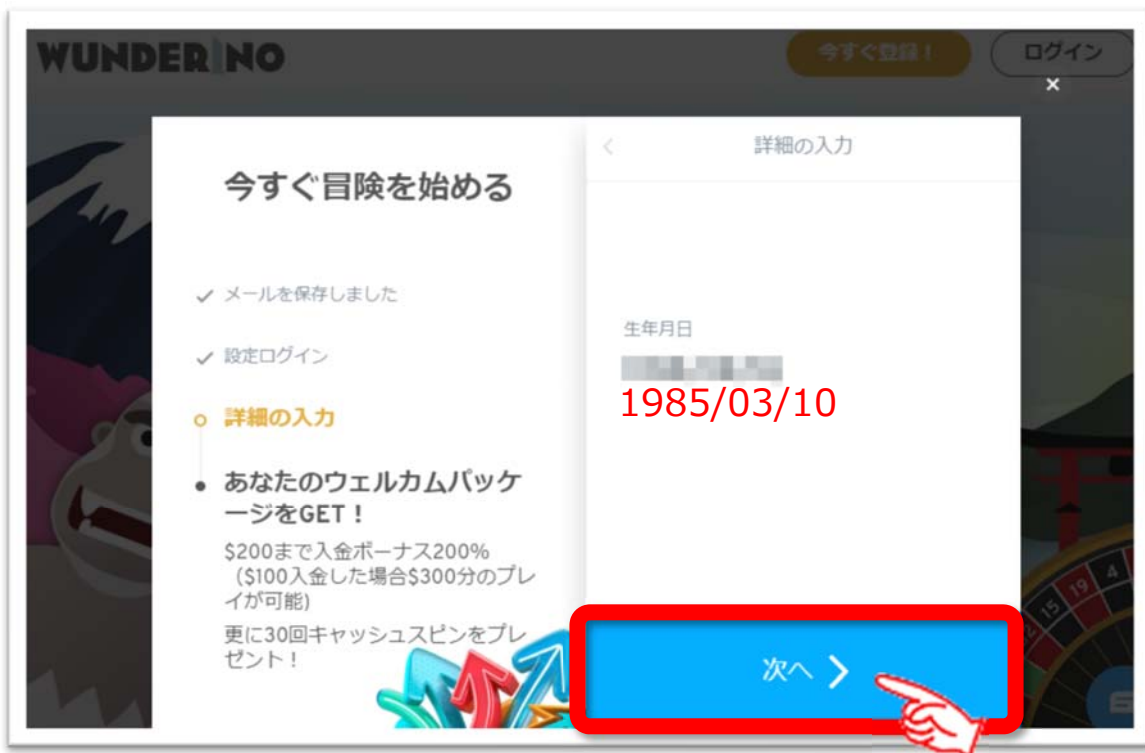 WUNDERINO
今すぐ登録！
ログイン
×
今すぐ冒険を始める
メールを保存しました
設定ログイン
詳細の入力
あなたのウェルカムパッケ
ージをGET！
$200まで入金ボーナス200%
（$100入金した場合$300分のプレ
イが可能)
更に30回キャッシュスピンをプレ
ゼント！
詳細の入力
生年月日
1985/03/10
次へ
4
19
15
2